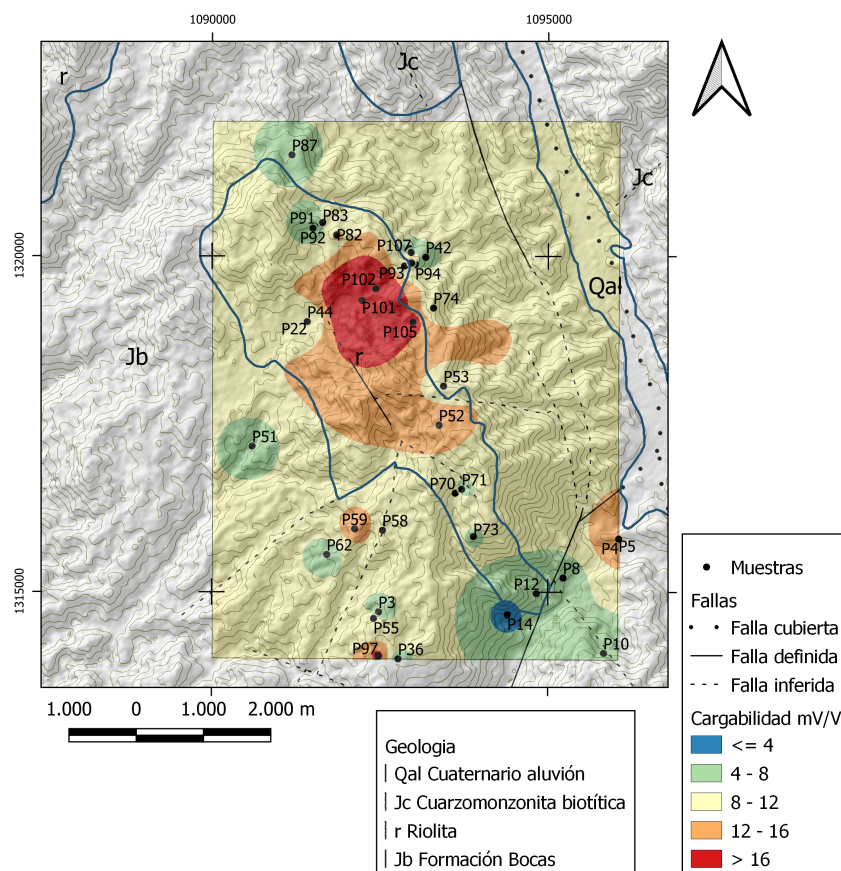 1090000
1095000
Jc
r
P87
Jc
1320000
P91
P83
P92
P82
P107
P42
P93
P94
P102
P101
P74
Qal
P44
P22
P105
Jb
r
P53
P52
P51
P70
P71
P59
P58
P73
P4
P5
P62
1315000
P8
P12
P3
P14
P55
P97
P36
P10
1.000
0
1.000
2.000 m
Muestras
Fallas
Falla cubierta
Falla definida
Falla inferida
Cargabilidad mV/V
<= 4
4 - 8
8 - 12
12 - 16
> 16
Geologia
Qal Cuaternario aluvión
Jc Cuarzomonzonita biotítica
r Riolita
Jb Formación Bocas